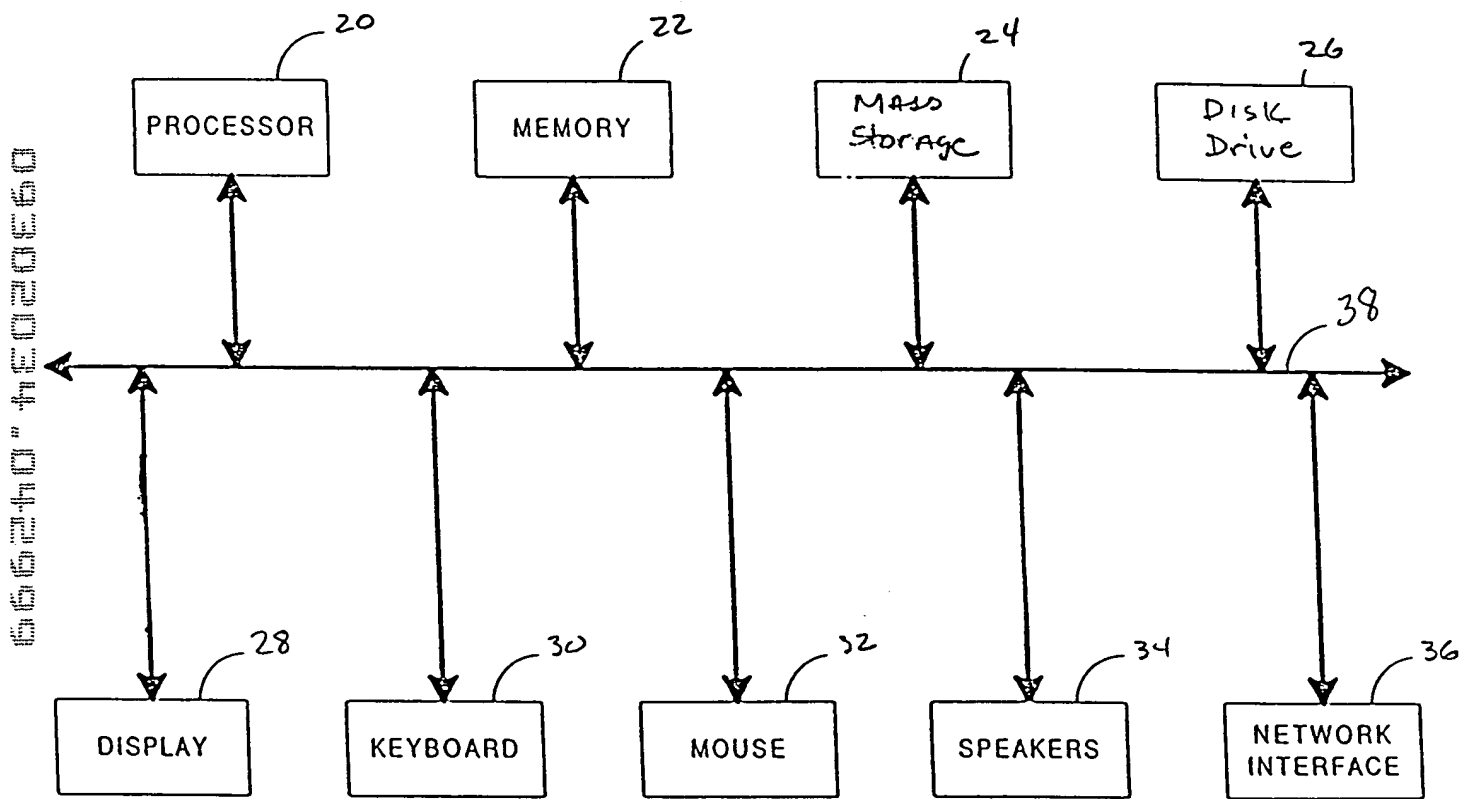 20
22
24
26
PROCESSOR
MEMORY
MASS
Storage
Disk
Drive
38
28
30
32
34
36
DISPLAY
KEYBOARD
MOUSE
SPEAKERS
NETWORK
INTERFACE